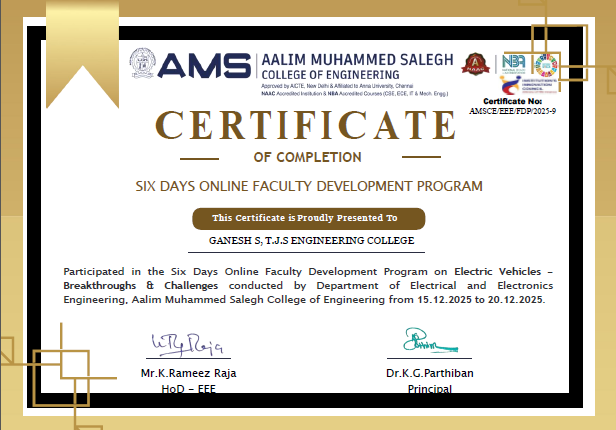 AMS
AALIM MUHAMMED SALEGH
COLLEGE OF ENGINEERING
Approved by AICTE, New Delhi & Affiliated to Anna University, Chennai
NAAC Accredited Institution & NBA Accredited Courses (CSE, ECE, IT & Mech. Engg.)
NAAC
NBA
INSTITUTION'S
INNOVATION
COUNCIL
Certificate No:
AMSCE/EEE/FDP/2025-9
CERTIFICATE
OF COMPLETION
SIX DAYS ONLINE FACULTY DEVELOPMENT PROGRAM
This Certificate is Proudly Presented To
GANESH S, T.J.S ENGINEERING COLLEGE
Participated in the Six Days Online Faculty Development Program on Electric Vehicles –
Breakthroughs & Challenges conducted by Department of Electrical and Electronics
Engineering, Aalim Muhammed Salegh College of Engineering from 15.12.2025 to 20.12.2025.
Mr.K.Rameez Raja
HoD - EEE
Dr.K.G.Parthiban
Principal